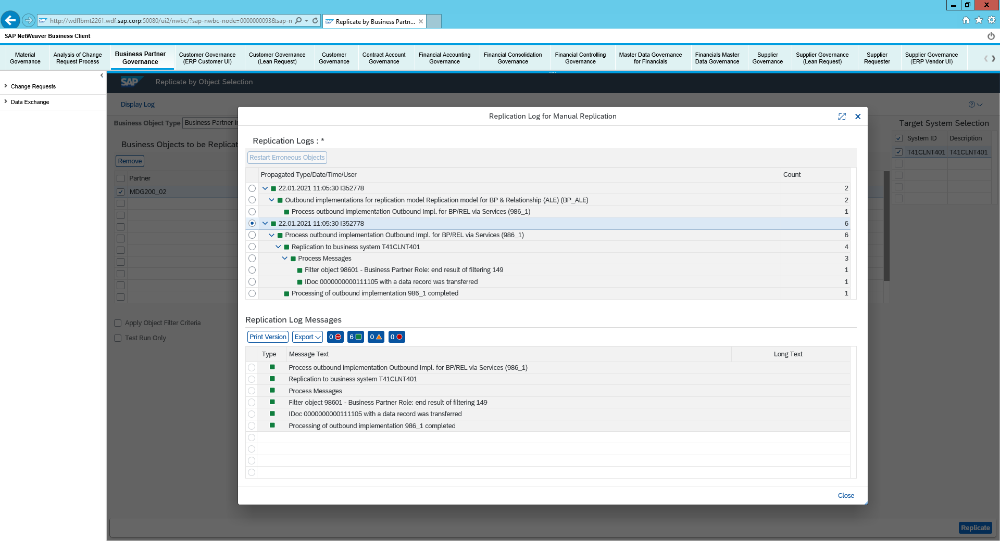 http://wdflbmt2261.wdf.sap.corp:50080/ui2/nwbc/?sap-nwbc-node=0000000093&sap-n
Replicate by Business Partn...
SAP NetWeaver Business Client
Material Governance
Analysis of Change Request Process
Business Partner Governance
Customer Governance (ERP Customer UI)
Customer Governance (Lean Request)
Customer Governance
Contract Account Governance
Financial Accounting Governance
Financial Consolidation Governance
Financial Controlling Governance
Master Data Governance for Financials
Financials Master Data Governance
Supplier Governance
Supplier Governance (Lean Request)
Supplier Requester
Supplier Governance (ERP Vendor UI)
Change Requests
Data Exchange
SAP Replicate by Object Selection
Display Log
Business Object Type Business Partner i
Business Objects to be Replicat
Remove
Partner
MDG200_02
Apply Object Filter Criteria
Test Run Only
Target System Selection
System ID Description
T41CLNT401 T41CLNT401
Replication Log for Manual Replication
Replication Logs : *
Restart Erroneous Objects
Propagated Type/Date/Time/User Count
22.01.2021 11:05:30 I352778 2
Outbound implementations for replication model Replication model for BP & Relationship (ALE) (BP_ALE) 2
Process outbound implementation Outbound Impl. for BP/REL via Services (986_1) 1
22.01.2021 11:05:30 I352778 6
Process outbound implementation Outbound Impl. for BP/REL via Services (986_1) 6
Replication to business system T41CLNT401 4
Process Messages 3
Filter object 98601 - Business Partner Role: end result of filtering 149 1
IDoc 0000000000111105 with a data record was transferred 1
Processing of outbound implementation 986_1 completed 1
Replication Log Messages
Print Version Export 0 6 0 0
Type Message Text Long Text
Process outbound implementation Outbound Impl. for BP/REL via Services (986_1)
Replication to business system T41CLNT401
Process Messages
Filter object 98601 - Business Partner Role: end result of filtering 149
IDoc 0000000000111105 with a data record was transferred
Processing of outbound implementation 986_1 completed
Close
Replicate